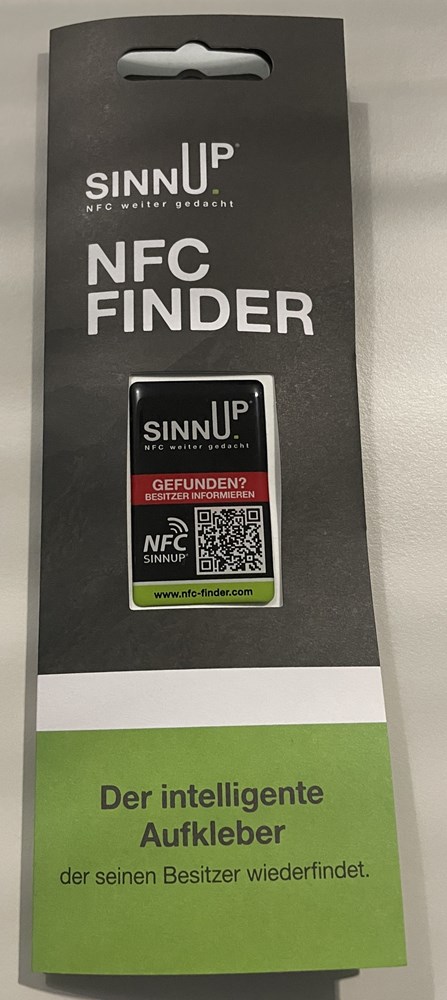 SINNUP®
NFC weiter gedacht
NFC
FINDER
SINNUP®
NFC weiter gedacht
GEFUNDEN?
BESITZER INFORMIEREN
NFC
SINNUP®
www.nfc-finder.com
Der intelligente
Aufkleber
der seinen Besitzer wiederfindet.